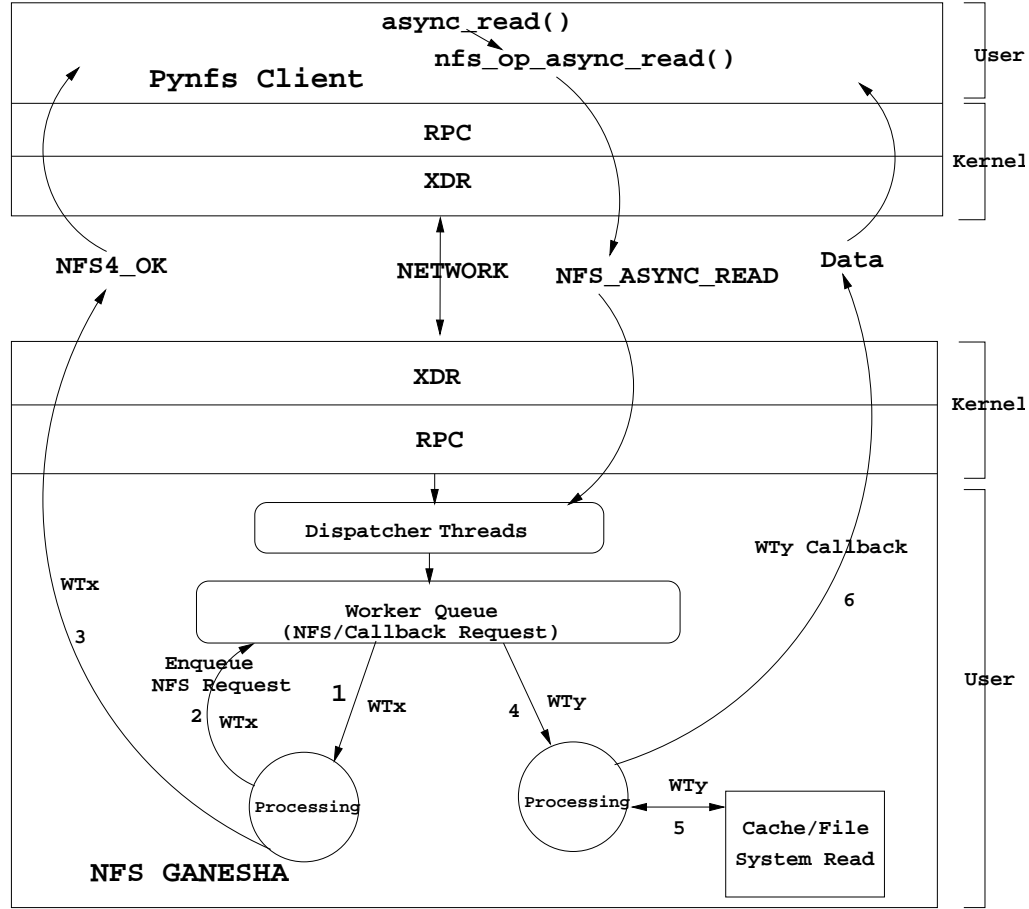 async_read()
nfs_op_async_read()
User
Pynfs Client
RPC
Kernel
XDR
NFS4_OK
NETWORK
NFS_ASYNC_READ
Data
XDR
Kernel
RPC
Dispatcher Threads
WTy Callback
6
WTx
3
Worker Queue
(NFS/Callback Request)
Enqueue
NFS Request
2
WTx
1
WTx
4
WTy
User
Processing
Processing
WTy
5
Cache/File
System Read
NFS GANESHA